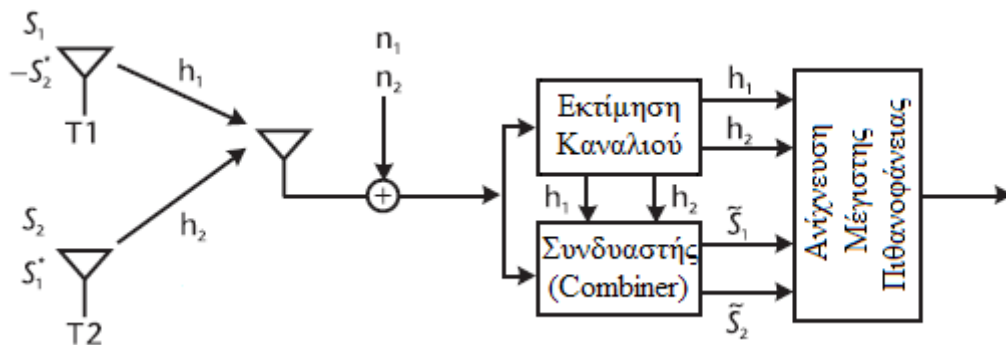 S₁
−S₂*
T1
h₁
S₂
S₁*
T2
h₂
n₁
n₂
+
Εκτίμηση
Καναλιού
h₁
h₂
h₁
h₂
Συνδυαστής
(Combiner)
S̃₁
S̃₂
Ανίχνευση
Μέγιστης
Πιθανοφάνειας